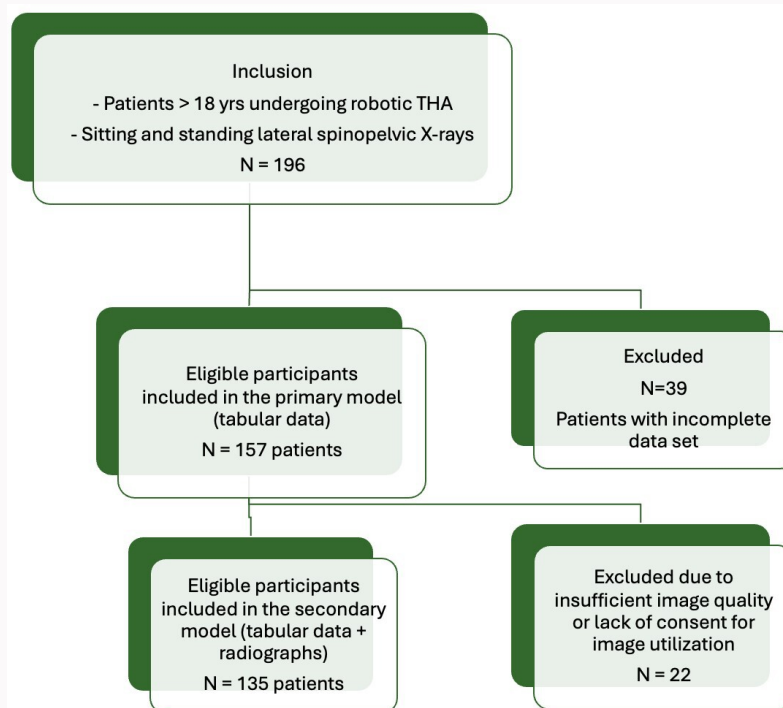 Inclusion
- Patients > 18 yrs undergoing robotic THA
- Sitting and standing lateral spinopelvic X-rays
N = 196
Eligible participants
included in the primary model
(tabular data)
N = 157 patients
Excluded
N=39
Patients with incomplete
data set
Eligible participants
included in the secondary
model (tabular data +
radiographs)
N = 135 patients
Excluded due to
insufficient image quality
or lack of consent for
image utilization
N = 22